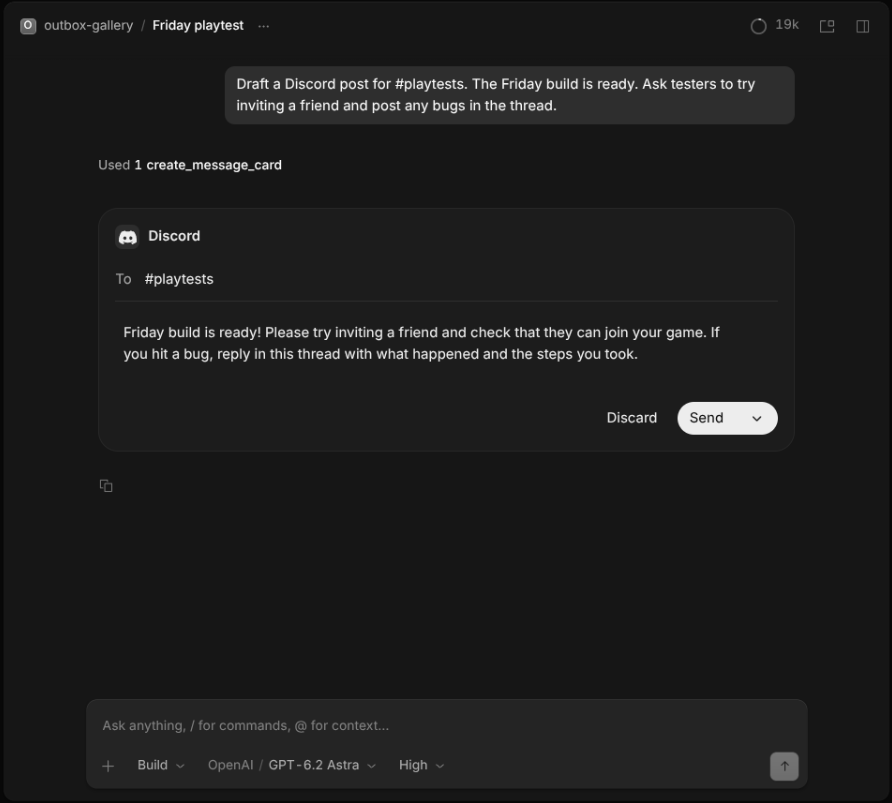 O outbox-gallery / Friday playtest ...
19k
Draft a Discord post for #playtests. The Friday build is ready. Ask testers to try
inviting a friend and post any bugs in the thread.
Used 1 create_message_card
Discord
To #playtests
Friday build is ready! Please try inviting a friend and check that they can join your game. If
you hit a bug, reply in this thread with what happened and the steps you took.
Discard
Send
Ask anything, / for commands, @ for context...
Build
OpenAI / GPT-6.2 Astra
High